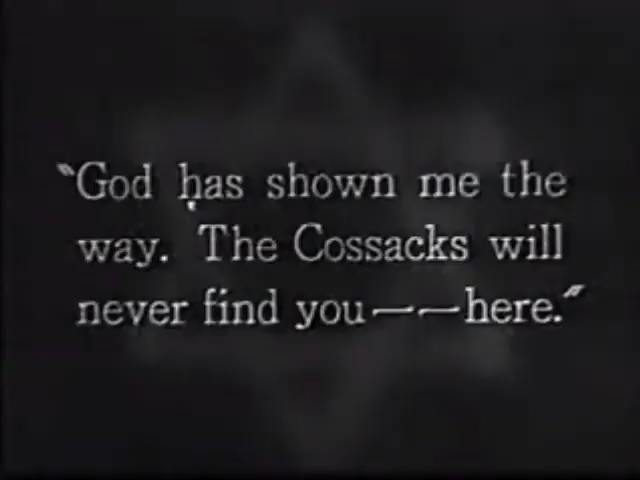 "God has shown me the
way. The Cossacks will
never find you——here."